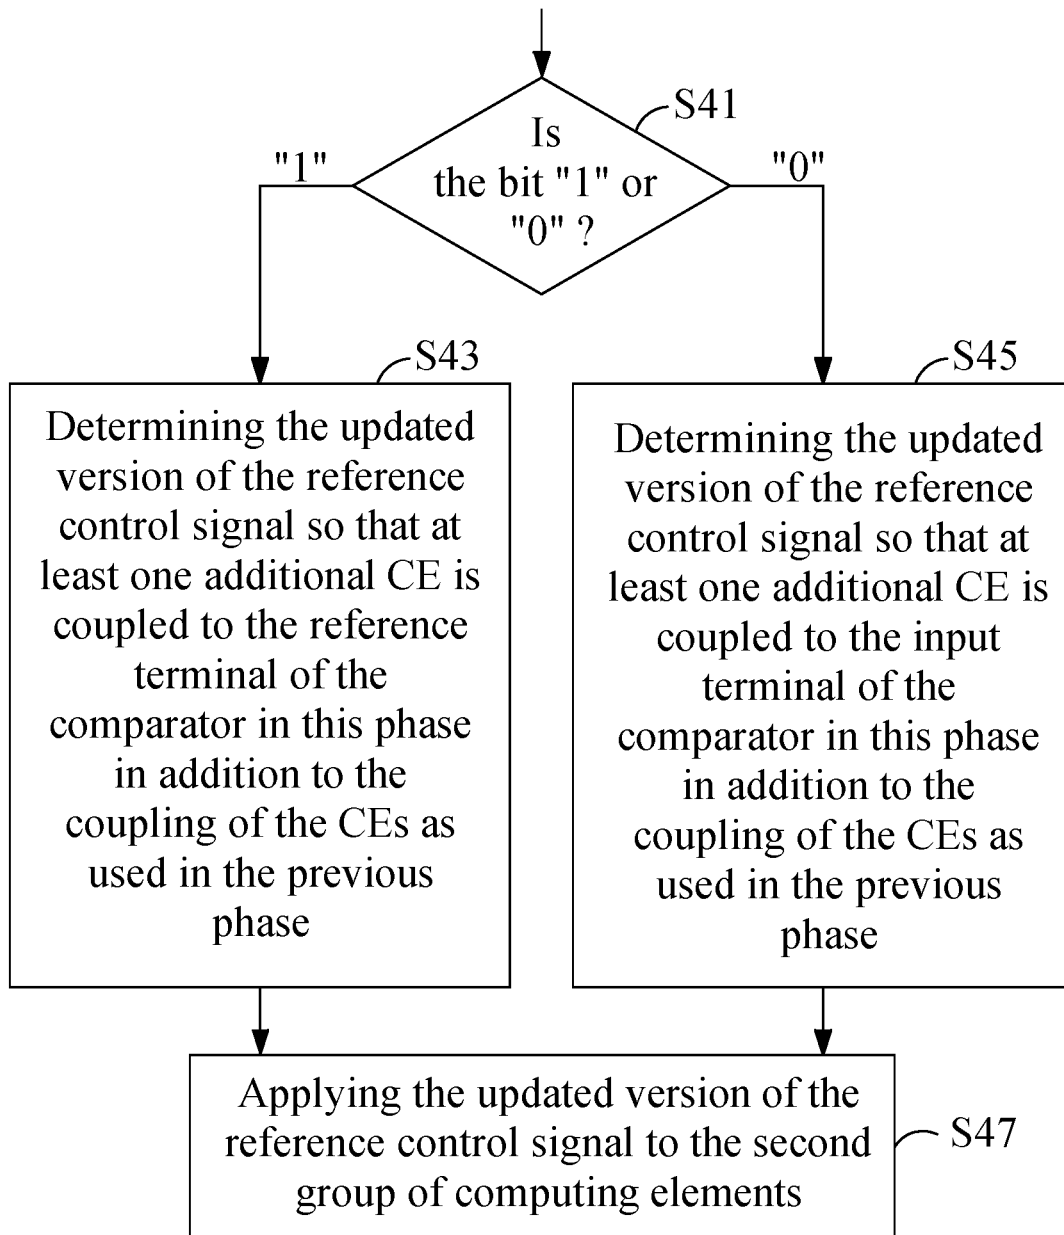 S41
Is
the bit "1" or
"0" ?
"1"
"0"
S43
Determining the updated
version of the reference
control signal so that at
least one additional CE is
coupled to the reference
terminal of the
comparator in this phase
in addition to the
coupling of the CEs as
used in the previous
phase
S45
Determining the updated
version of the reference
control signal so that at
least one additional CE is
coupled to the input
terminal of the
comparator in this phase
in addition to the
coupling of the CEs as
used in the previous
phase
Applying the updated version of the
reference control signal to the second
group of computing elements
S47